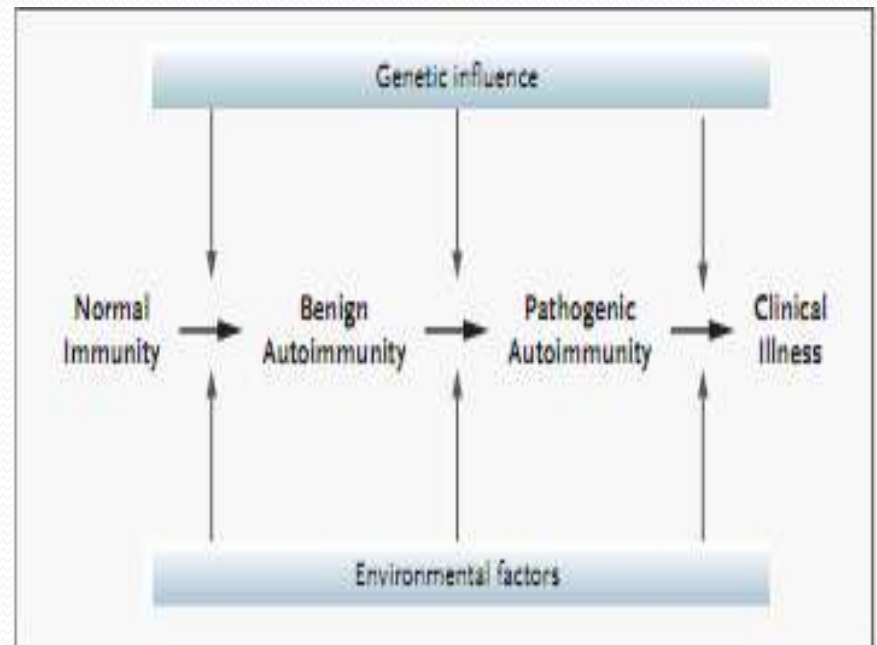 Genetic influence
Normal
Immunity
Benign
Autoimmunity
Pathogenic
Autoimmunity
Clinical
Illness
Environmental factors